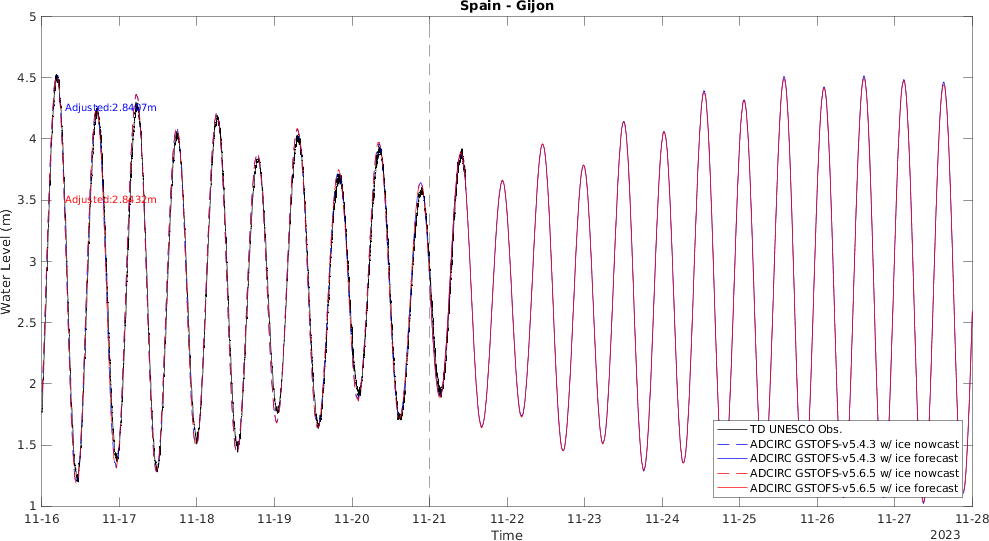 Spain - Gijon
5
4.5
4
3.5
3
2.5
2
1.5
1
Water Level (m)
Adjusted:2.8407m
Adjusted:2.8432m
TD UNESCO Obs.
ADCIRC GSTOFS-v5.4.3 w/ ice nowcast
ADCIRC GSTOFS-v5.4.3 w/ ice forecast
ADCIRC GSTOFS-v5.6.5 w/ ice nowcast
ADCIRC GSTOFS-v5.6.5 w/ ice forecast
11-16 11-17 11-18 11-19 11-20 11-21 11-22 11-23 11-24 11-25 11-26 11-27 11-28
Time
2023